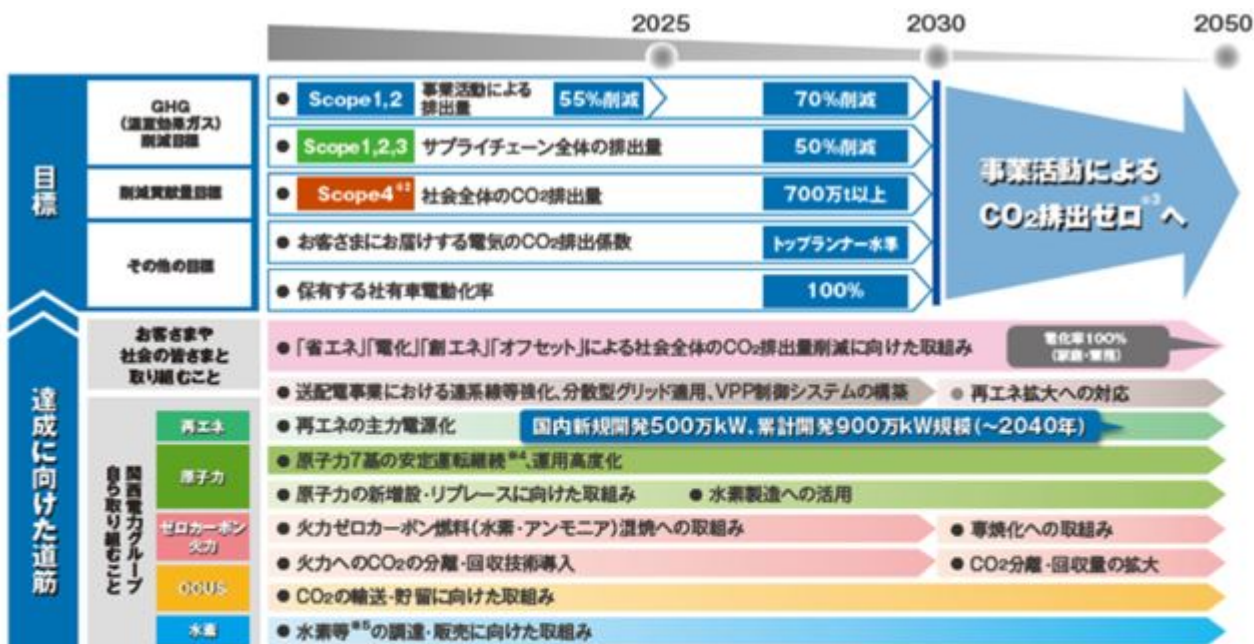 2025
2030
2050
目標
GHG
(温室効果ガス)
削減目標
● Scope1,2 事業活動による
排出量
55%削減
70%削減
● Scope1,2,3 サプライチェーン全体の排出量
50%削減
削減貢献量目標
● Scope4※2 社会全体のCO2排出量
700万t以上
その他の目標
● お客さまにお届けする電気のCO2排出係数
トップランナー水準
● 保有する社有車電動化率
100%
事業活動による
CO2排出ゼロ※3へ
達成に向けた道筋
お客さまや
社会の皆さまと
取り組むこと
● 「省エネ」「電化」「創エネ」「オフセット」による社会全体のCO2排出量削減に向けた取組み
電化率100%
(家庭・業務)
関西電力グループ
自ら取り組むこと
● 送配電事業における連系線等強化、分散型グリッド適用、VPP制御システムの構築
● 再エネ拡大への対応
再エネ
● 再エネの主力電源化
国内新規開発500万kW、累計開発900万kW規模(~2040年)
原子力
● 原子力7基の安定運転継続※4、運用高度化
● 原子力の新増設・リプレースに向けた取組み
● 水素製造への活用
ゼロカーボン
火力
● 火力ゼロカーボン燃料(水素・アンモニア)混焼への取組み
● 専焼化への取組み
● 火力へのCO2の分離・回収技術導入
● CO2分離・回収量の拡大
CCUS
● CO2の輸送・貯留に向けた取組み
水素
● 水素等※5の調達・販売に向けた取組み